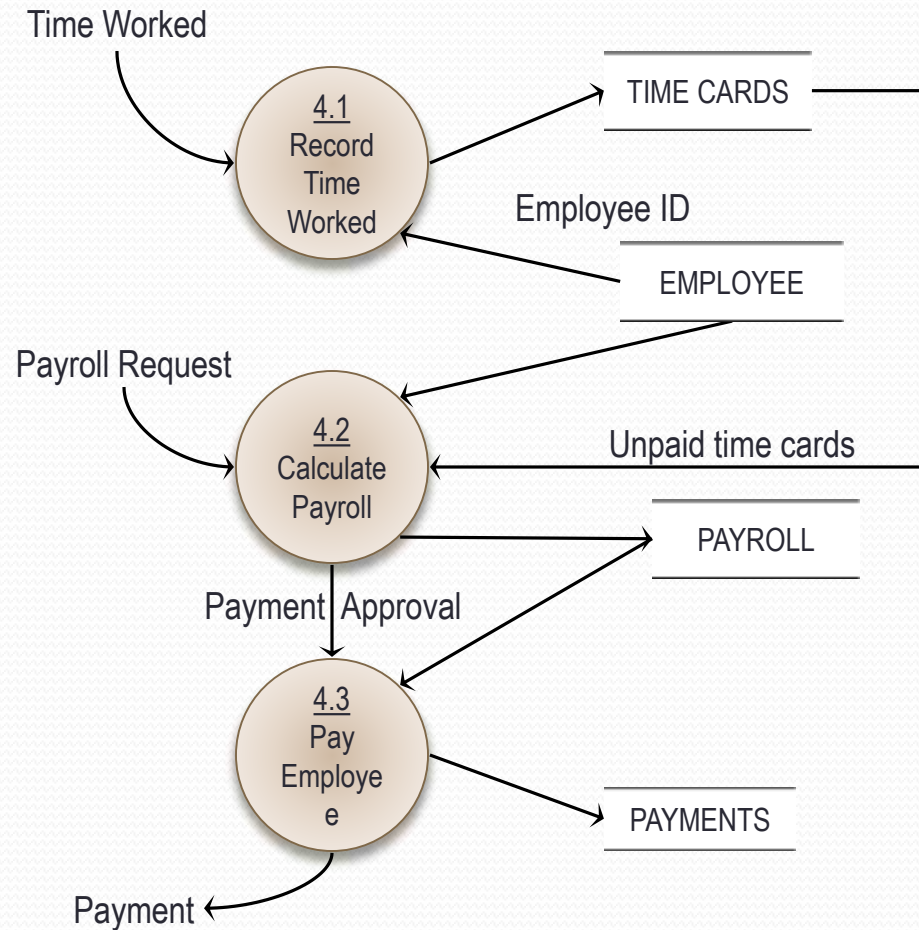 Time Worked
4.1
Record
Time
Worked
TIME CARDS
Employee ID
EMPLOYEE
Payroll Request
4.2
Calculate
Payroll
Unpaid time cards
PAYROLL
Payment Approval
4.3
Pay
Employe
e
PAYMENTS
Payment